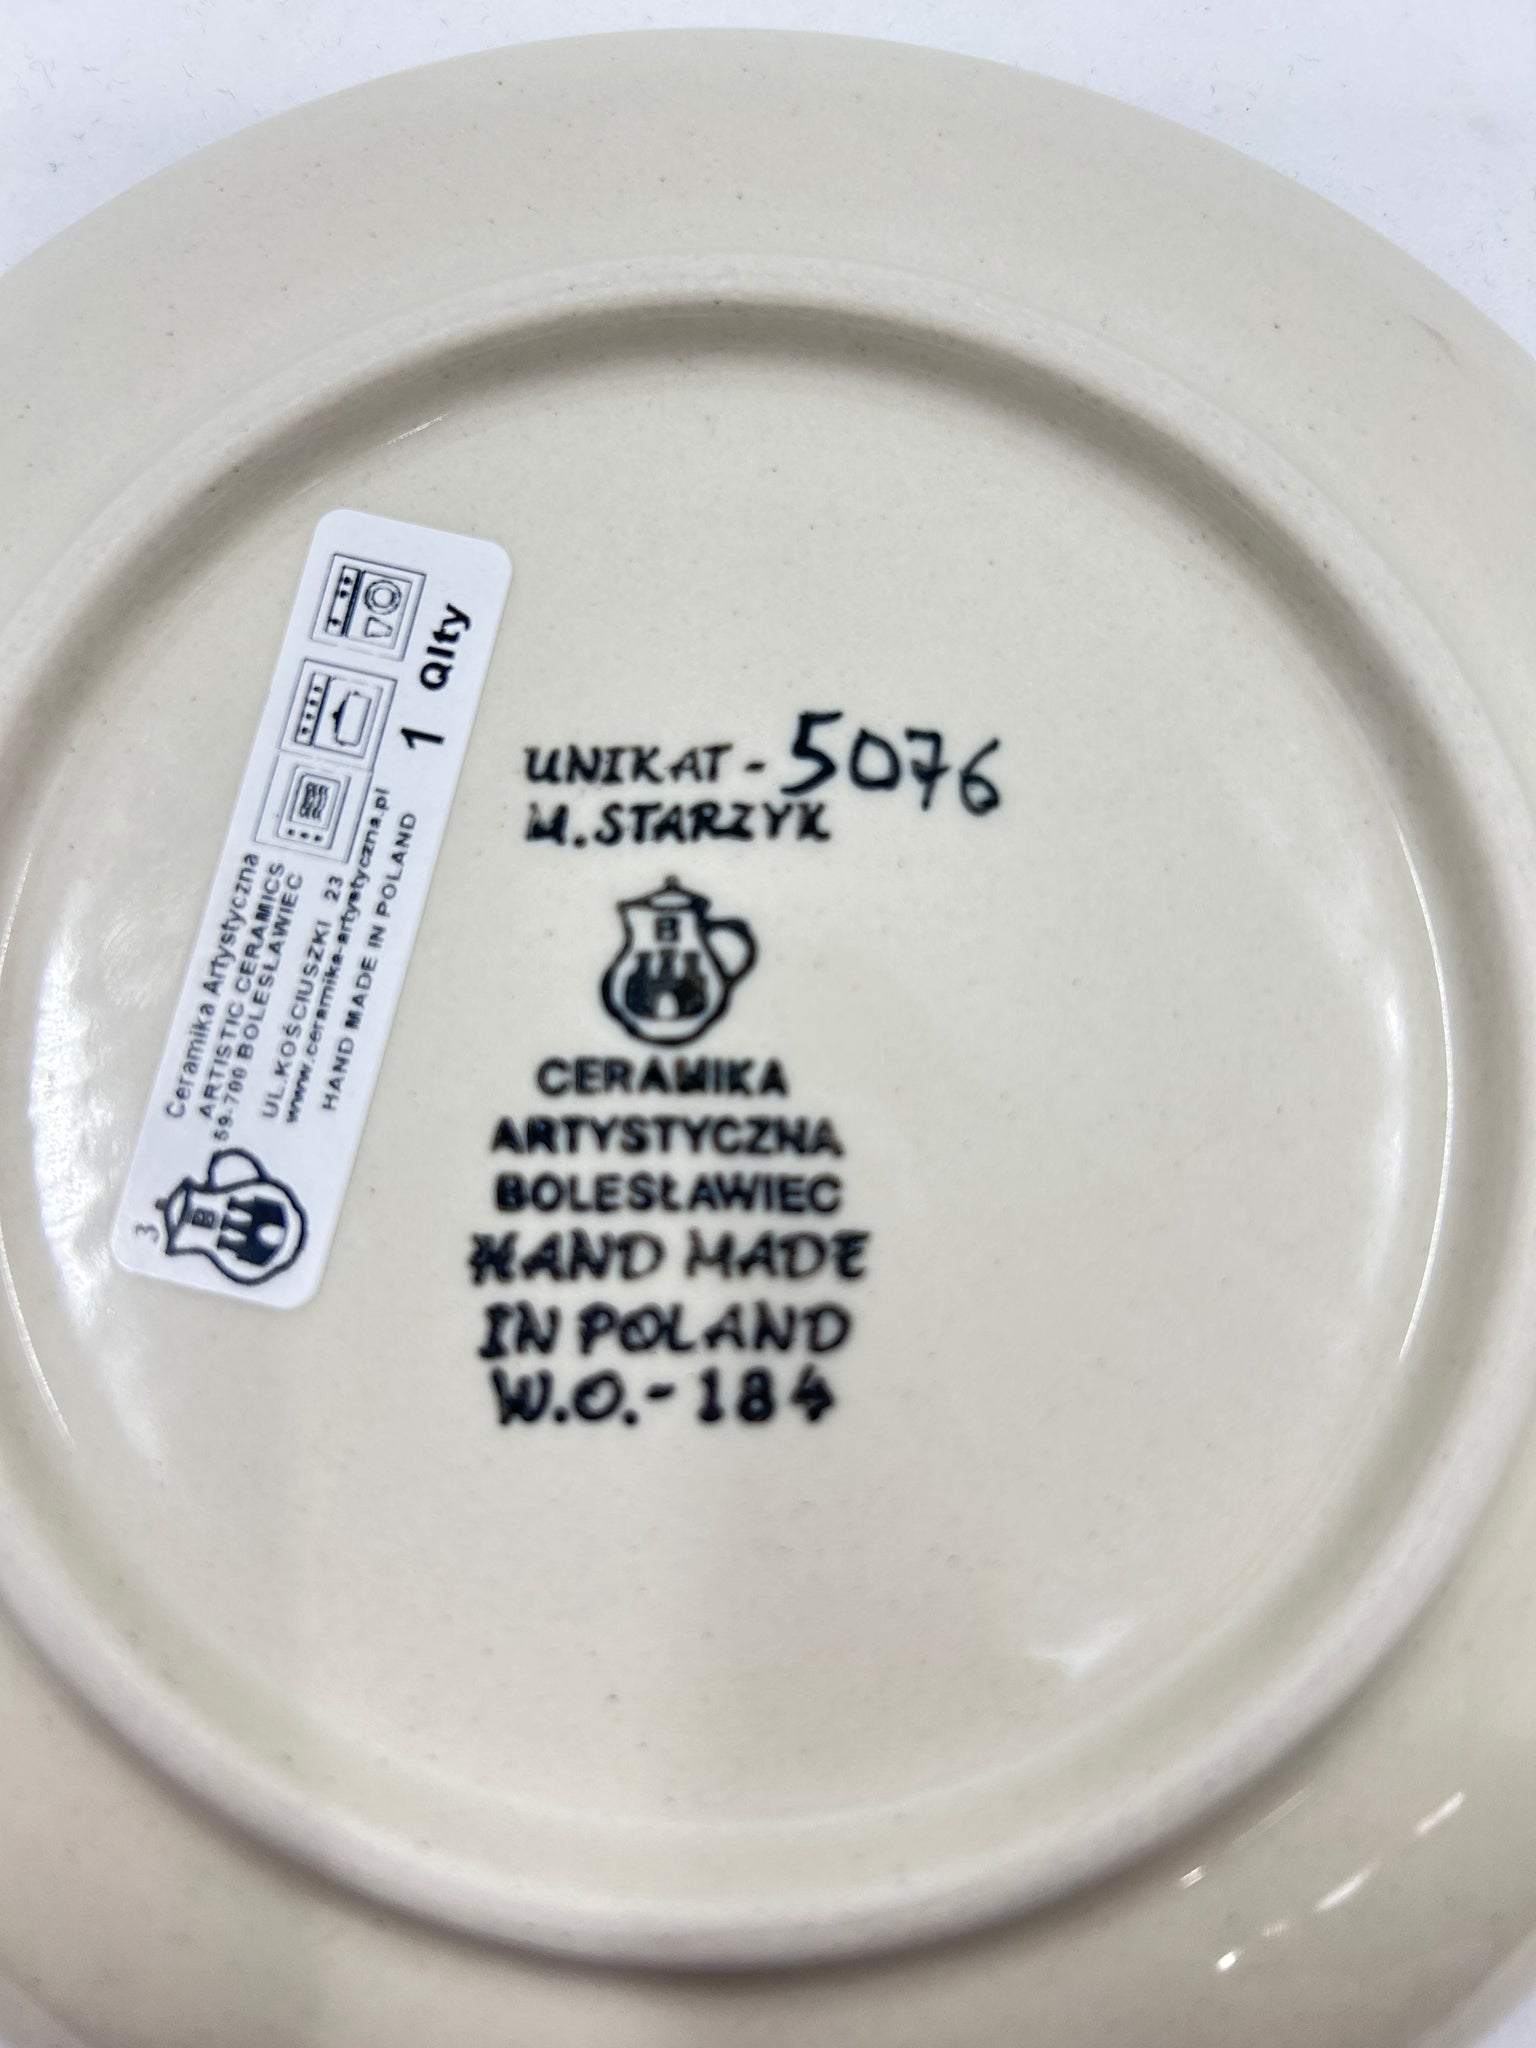 UNIKAT - 5076
M. STARZYK
B
CERAMIKA
ARTYSTYCZNA
BOLESŁAWIEC
HAND MADE
IN POLAND
W.O.-184
Ceramika Artystyczna
ARTISTIC CERAMICS
59-700 BOLESŁAWIEC
UL.KOŚCIUSZKI 23
www.ceramika-artystyczna.pl
HAND MADE IN POLAND
1 Qlty
3
B